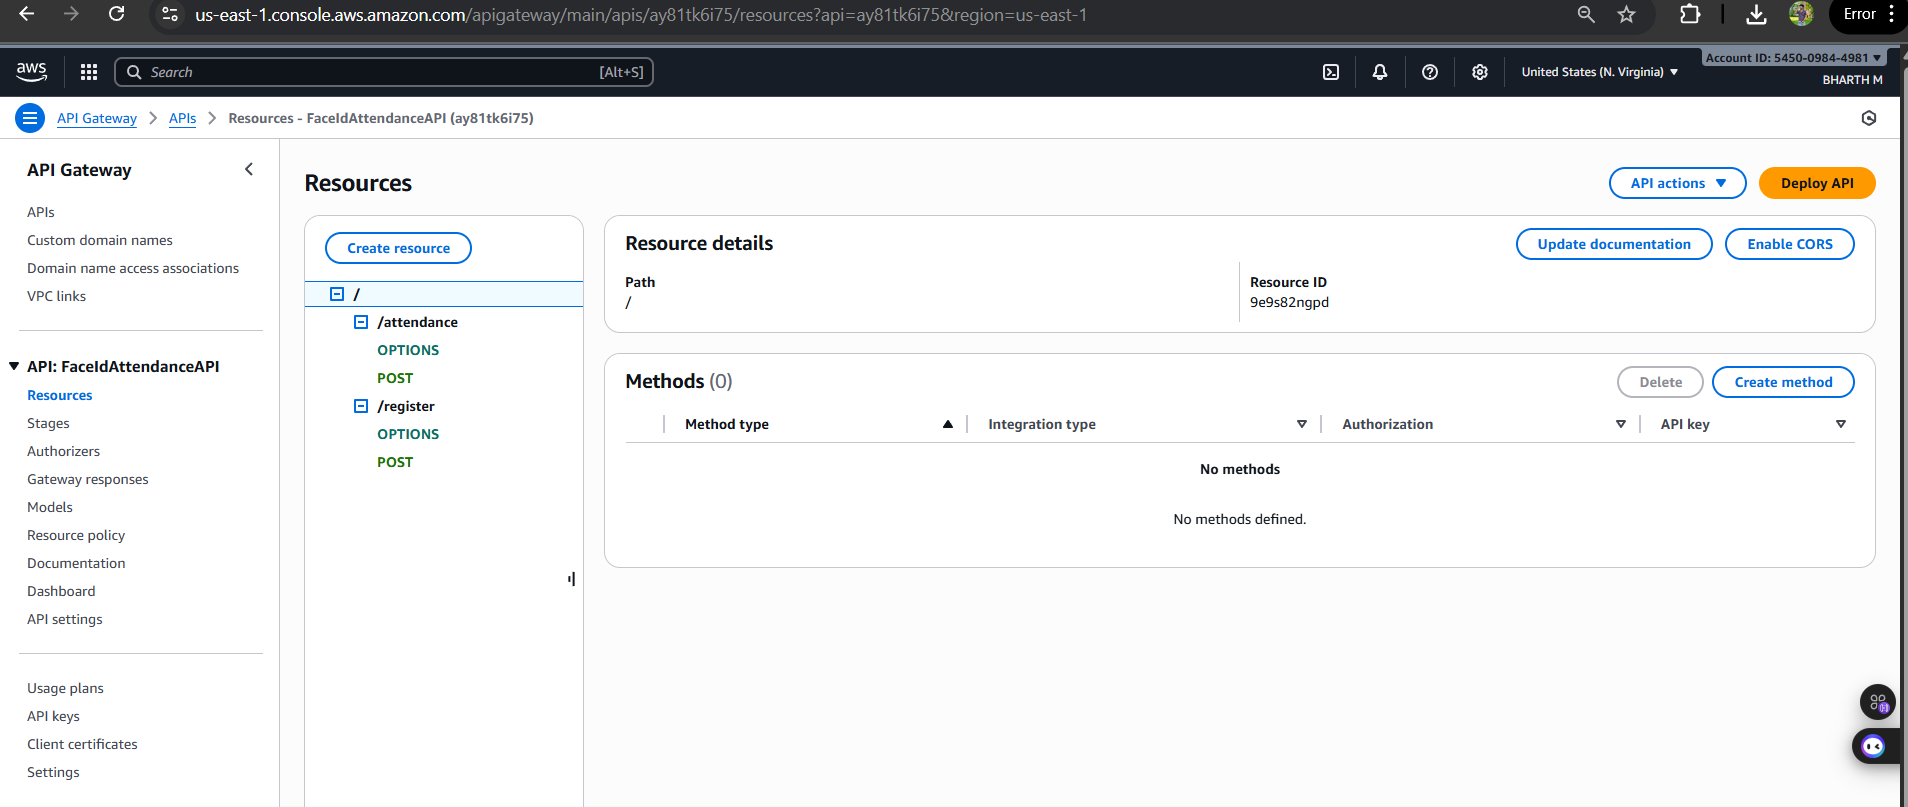 us-east-1.console.aws.amazon.com/apigateway/main/apis/ay81tk6i75/resources?api=ay81tk6i75&region=us-east-1
Error
aws
Search
[Alt+S]
United States (N. Virginia)
Account ID: 5450-0984-4981
BHARTH M
API Gateway
APIs
Resources - FaceIdAttendanceAPI (ay81tk6i75)
API Gateway
APIs
Custom domain names
Domain name access associations
VPC links
API: FaceIdAttendanceAPI
Resources
Stages
Authorizers
Gateway responses
Models
Resource policy
Documentation
Dashboard
API settings
Usage plans
API keys
Client certificates
Settings
Resources
API actions
Deploy API
Create resource
/
/attendance
OPTIONS
POST
/register
OPTIONS
POST
Resource details
Update documentation
Enable CORS
Path
/
Resource ID
9e9s82ngpd
Methods (0)
Delete
Create method
Method type
Integration type
Authorization
API key
No methods
No methods defined.